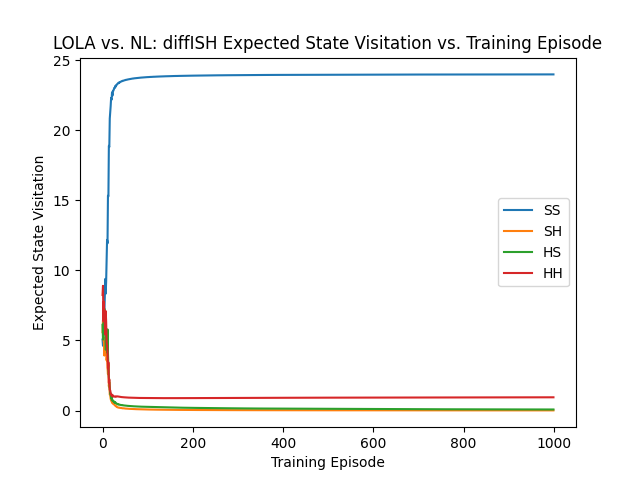 LOLA vs. NL: diffISH Expected State Visitation vs. Training Episode
Expected State Visitation
25
20
15
10
5
0
SS
SH
HS
HH
0 200 400 600 800 1000
Training Episode